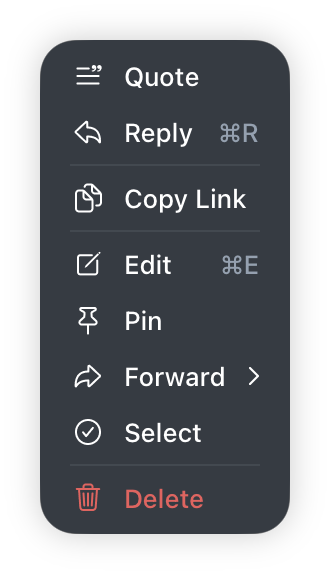 Quote
Reply ⌘R
Copy Link
Edit ⌘E
Pin
Forward
Select
Delete